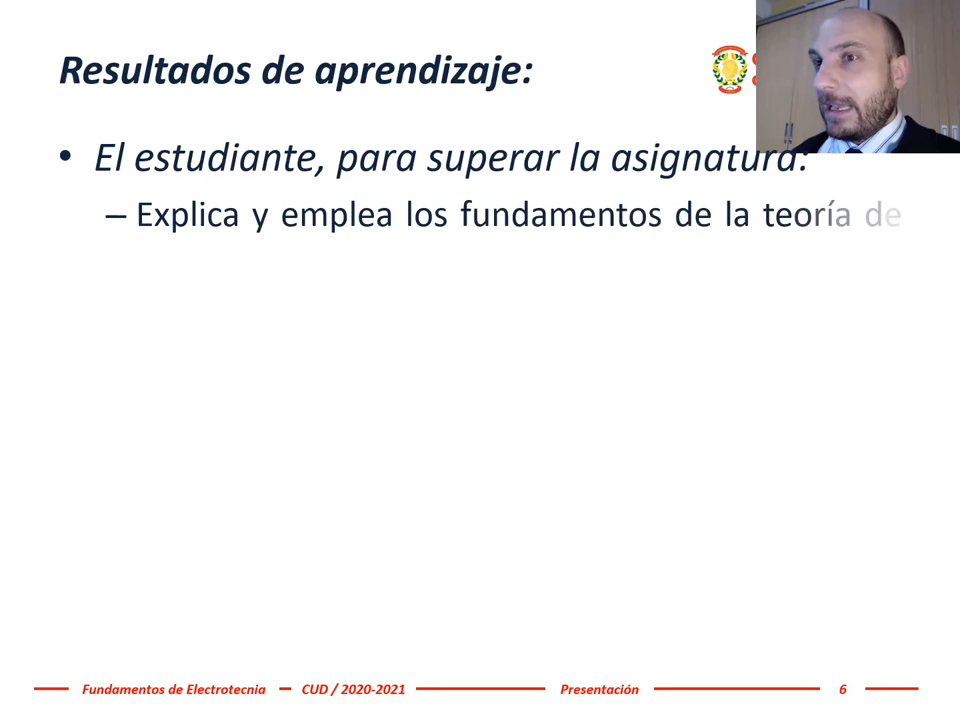 Resultados de aprendizaje:
• El estudiante, para superar la asignatura:
– Explica y emplea los fundamentos de la teoría de
Fundamentos de Electrotecnia CUD / 2020-2021 Presentación 6